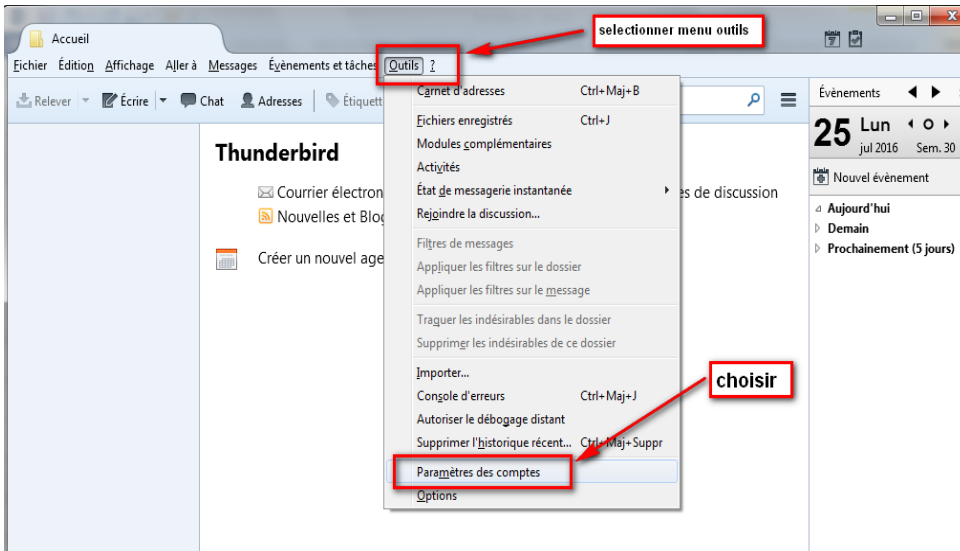 selectionner menu outils
Accueil
Fichier Édition Affichage Aller à Messages Évènements et tâches Outils ?
Relever Écrire Chat Adresses Étiquett
Carnet d'adresses Ctrl+Maj+B
Fichiers enregistrés Ctrl+J
Modules complémentaires
Activités
État de messagerie instantanée
Rejoindre la discussion...
Filtres de messages
Appliquer les filtres sur le dossier
Appliquer les filtres sur le message
Traquer les indésirables dans le dossier
Supprimer les indésirables de ce dossier
Importer...
Console d'erreurs Ctrl+Maj+J
Autoriser le débogage distant
Supprimer l'historique récent... Ctrl+Maj+Suppr
Paramètres des comptes
Options
choisir
Thunderbird
Courrier électron es de discussion
Nouvelles et Blog
Créer un nouvel age
Évènements
25 Lun
jul 2016 Sem. 30
Nouvel évènement
Aujourd'hui
Demain
Prochainement (5 jours)